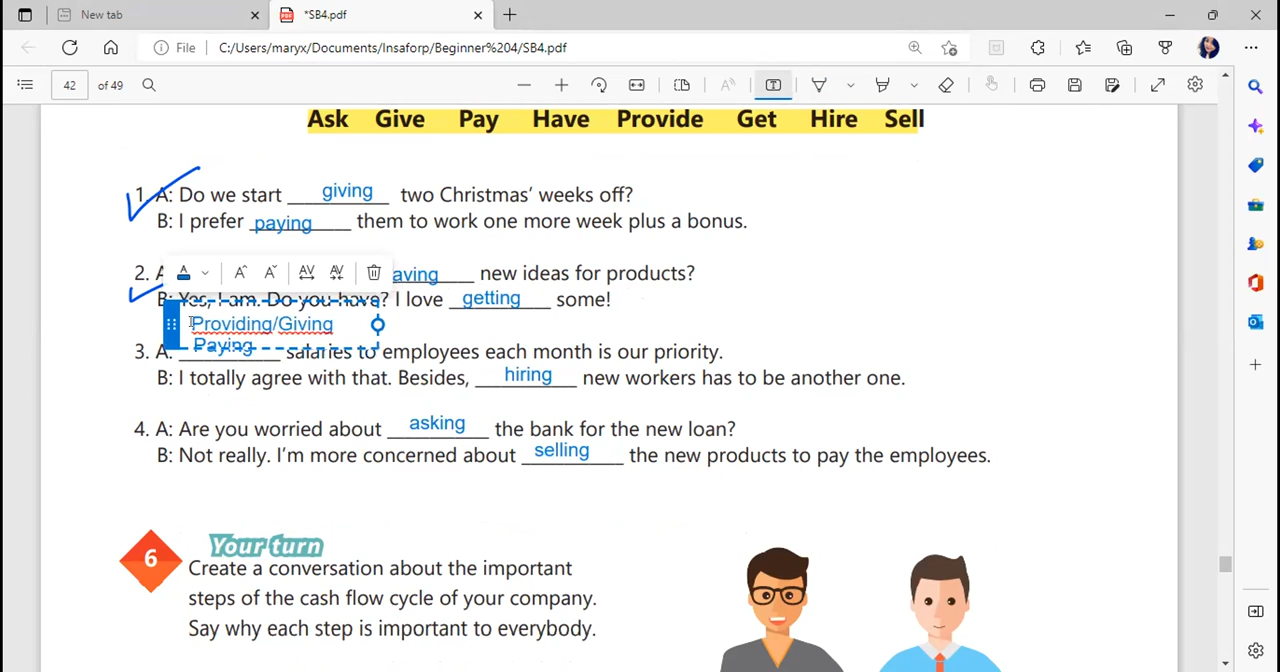 New tab
*SB4.pdf
File C:/Users/maryx/Documents/Insaforp/Beginner%204/SB4.pdf
42 of 49
Ask Give Pay Have Provide Get Hire Sell
1. A: Do we start giving two Christmas' weeks off?
B: I prefer paying them to work one more week plus a bonus.
2. A aving new ideas for products?
B: Yes, I am. Do you have? I love getting some!
Providing/Giving
Paying
3. A: salaries to employees each month is our priority.
B: I totally agree with that. Besides, hiring new workers has to be another one.
4. A: Are you worried about asking the bank for the new loan?
B: Not really. I'm more concerned about selling the new products to pay the employees.
6 Your turn
Create a conversation about the important
steps of the cash flow cycle of your company.
Say why each step is important to everybody.